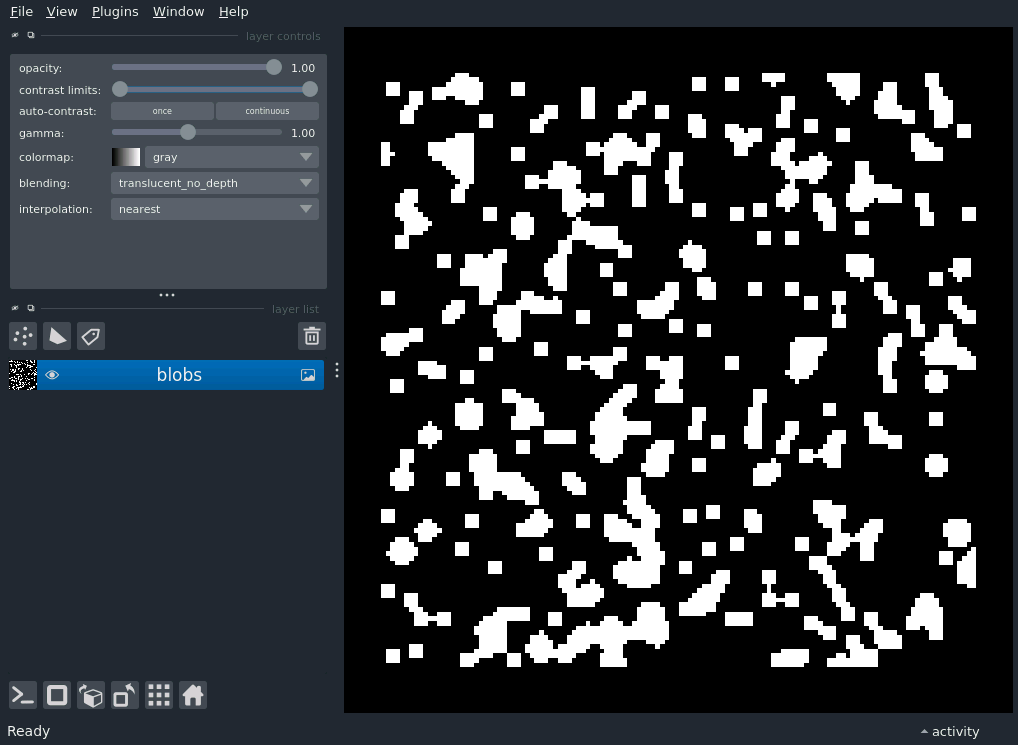 File View Plugins Window Help
layer controls
opacity: 1.00
contrast limits:
auto-contrast: once continuous
gamma: 1.00
colormap: gray
blending: translucent_no_depth
interpolation: nearest
layer list
blobs
Ready
activity